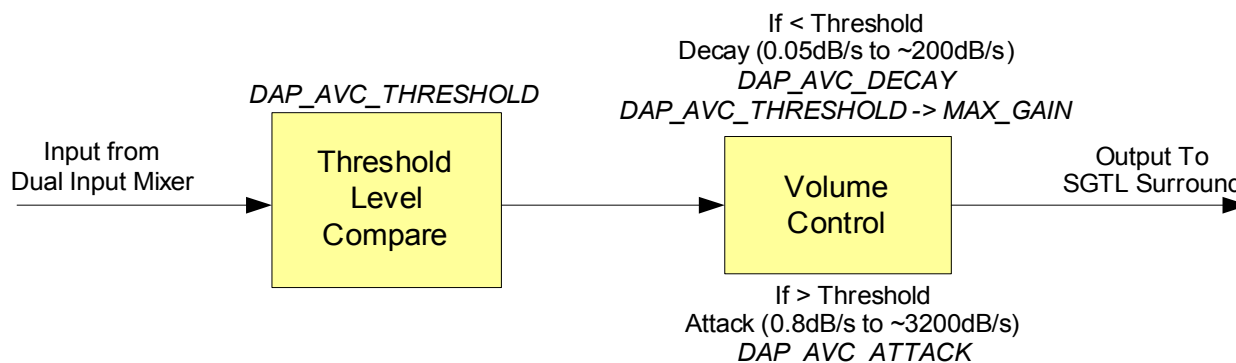 If < Threshold
Decay (0.05dB/s to ~200dB/s)
DAP_AVC_DECAY
DAP_AVC_THRESHOLD -> MAX_GAIN
DAP_AVC_THRESHOLD
Input from
Dual Input Mixer
Threshold
Level
Compare
Volume
Control
Output To
SGTL Surround
If > Threshold
Attack (0.8dB/s to ~3200dB/s)
DAP_AVC_ATTACK